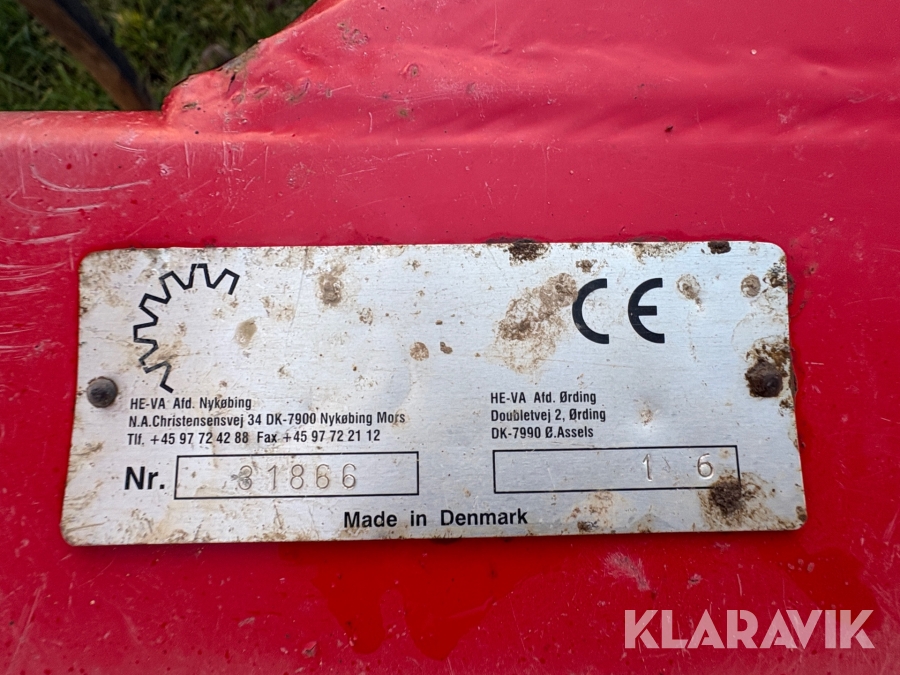 CE
HE-VA Afd. Nykøbing
N.A.Christensensvej 34 DK-7900 Nykøbing Mors
Tlf. +45 97 72 42 88 Fax +45 97 72 21 12
HE-VA Afd. Ørding
Doubletvej 2, Ørding
DK-7990 Ø.Assels
Nr. 31866
1 6
Made in Denmark
KLARAVIK